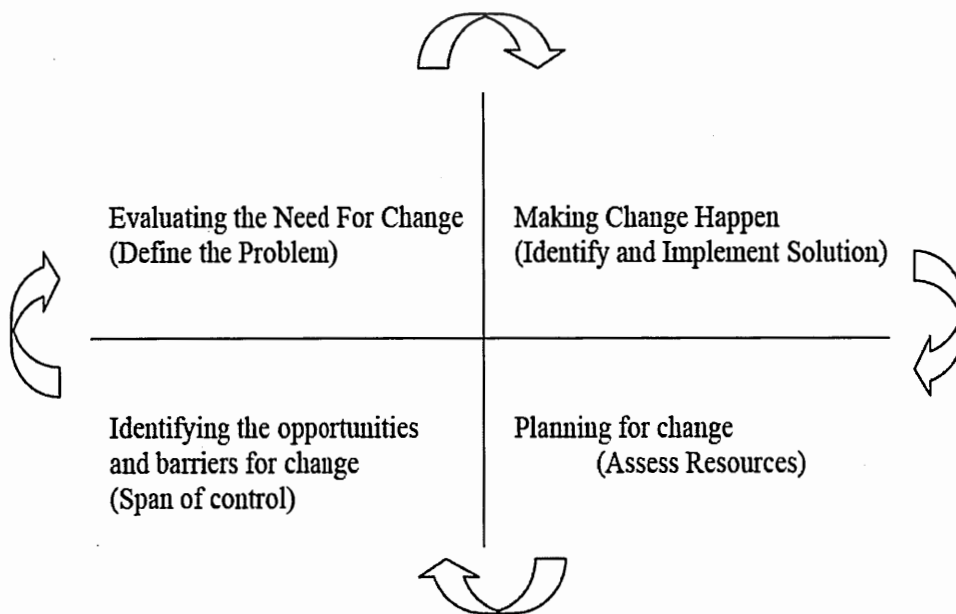 Evaluating the Need For Change
(Define the Problem)
Making Change Happen
(Identify and Implement Solution)
Identifying the opportunities
and barriers for change
(Span of control)
Planning for change
(Assess Resources)